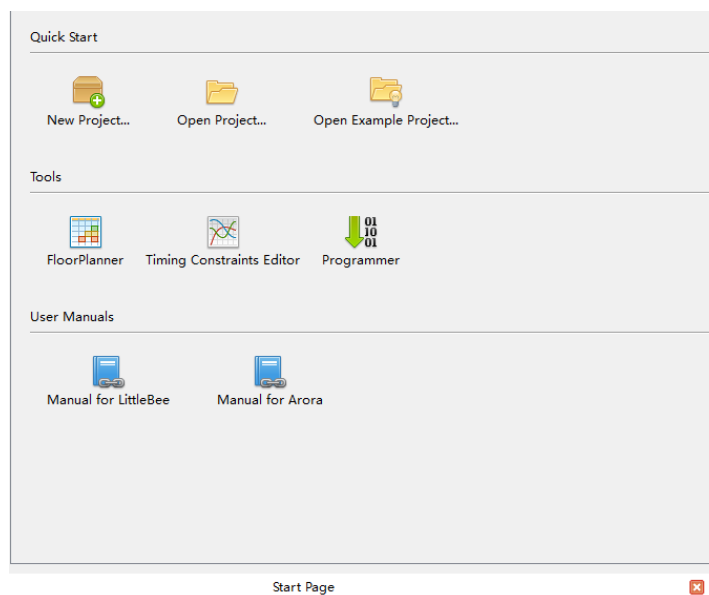 Quick Start
New Project... Open Project... Open Example Project...
Tools
01
10
01
FloorPlanner Timing Constraints Editor Programmer
User Manuals
Manual for LittleBee Manual for Arora
Start Page